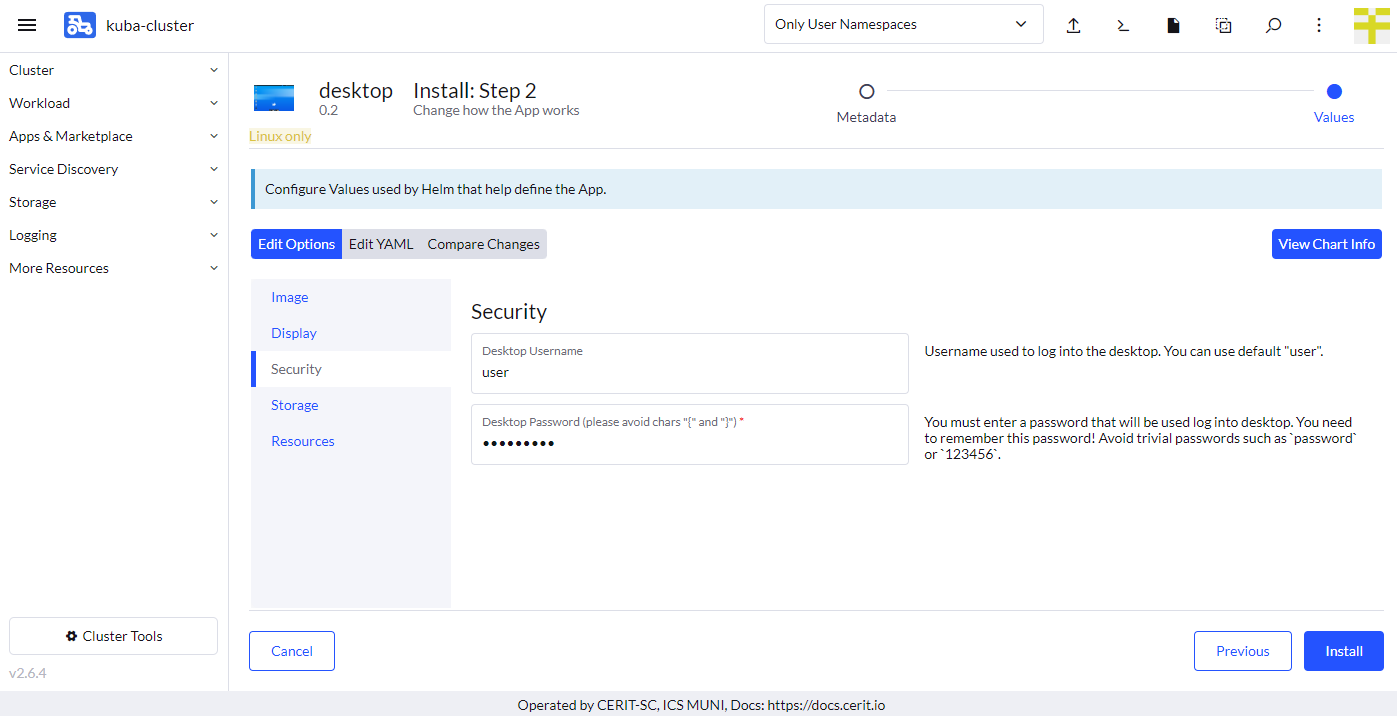 kuba-cluster
Only User Namespaces
Cluster
Workload
Apps & Marketplace
Service Discovery
Storage
Logging
More Resources
Cluster Tools
v2.6.4
desktop
0.2
Linux only
Install: Step 2
Change how the App works
Metadata
Values
Configure Values used by Helm that help define the App.
Edit Options
Edit YAML
Compare Changes
View Chart Info
Image
Display
Security
Storage
Resources
Security
Desktop Username
user
Username used to log into the desktop. You can use default "user".
Desktop Password (please avoid chars "{" and "}") *
•••••••••
You must enter a password that will be used log into desktop. You need
to remember this password! Avoid trivial passwords such as `password`
or `123456`.
Cancel
Previous
Install
Operated by CERIT-SC, ICS MUNI, Docs: https://docs.cerit.io